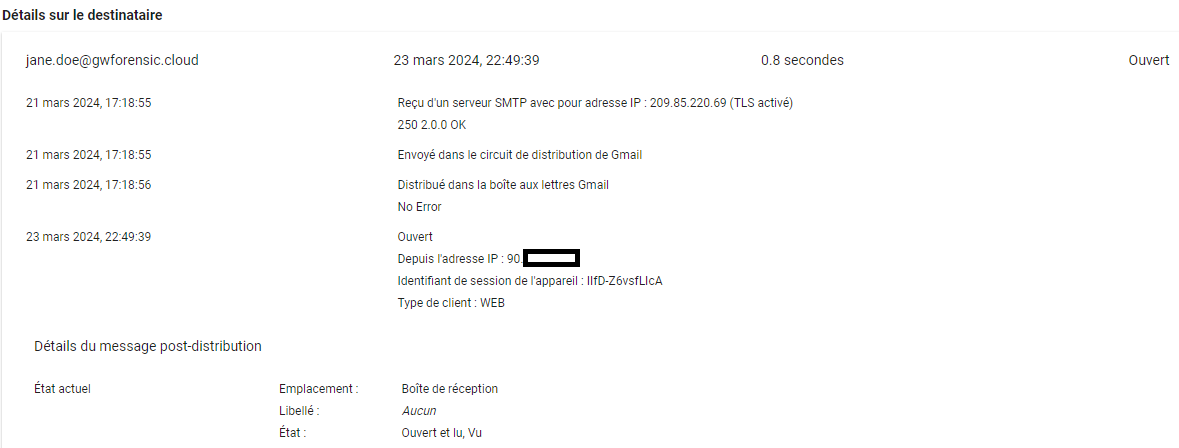 Détails sur le destinataire
jane.doe@gwforensic.cloud 23 mars 2024, 22:49:39 0.8 secondes Ouvert
21 mars 2024, 17:18:55 Reçu d'un serveur SMTP avec pour adresse IP : 209.85.220.69 (TLS activé)
250 2.0.0 OK
21 mars 2024, 17:18:55 Envoyé dans le circuit de distribution de Gmail
21 mars 2024, 17:18:56 Distribué dans la boîte aux lettres Gmail
No Error
23 mars 2024, 22:49:39 Ouvert
Depuis l'adresse IP : 90.
Identifiant de session de l'appareil : IIfD-Z6vsfLIcA
Type de client : WEB
Détails du message post-distribution
État actuel Emplacement : Boîte de réception
Libellé : Aucun
État : Ouvert et lu, Vu